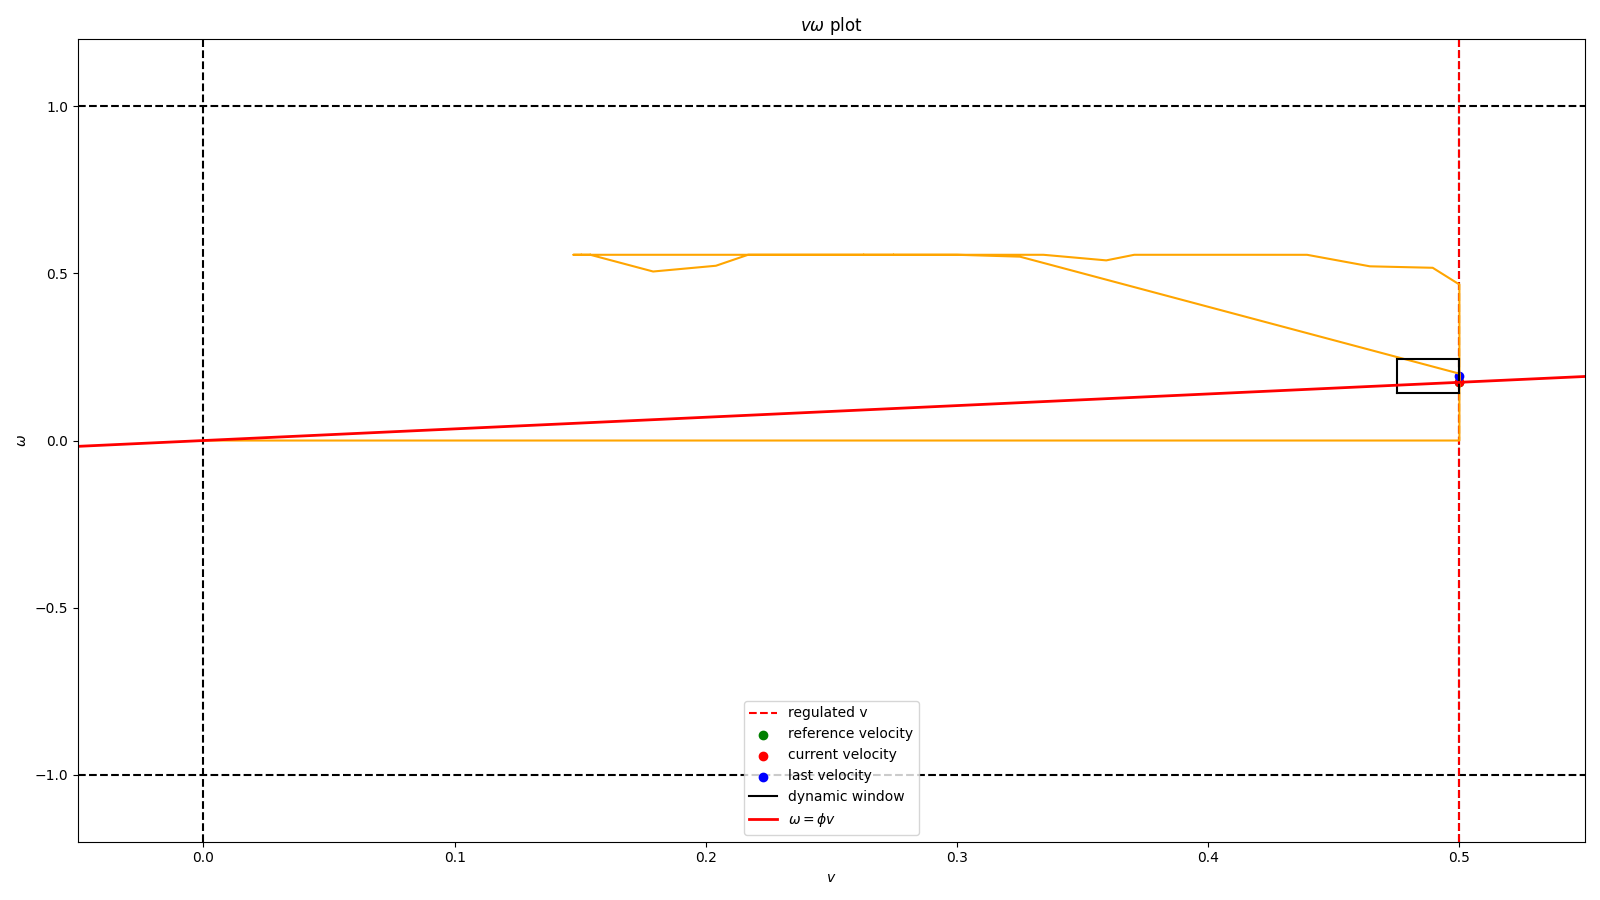 vω plot
1.0
0.5
0.0
−0.5
−1.0
ω
regulated v
reference velocity
current velocity
last velocity
dynamic window
ω = ϕv
0.0 0.1 0.2 0.3 0.4 0.5
v